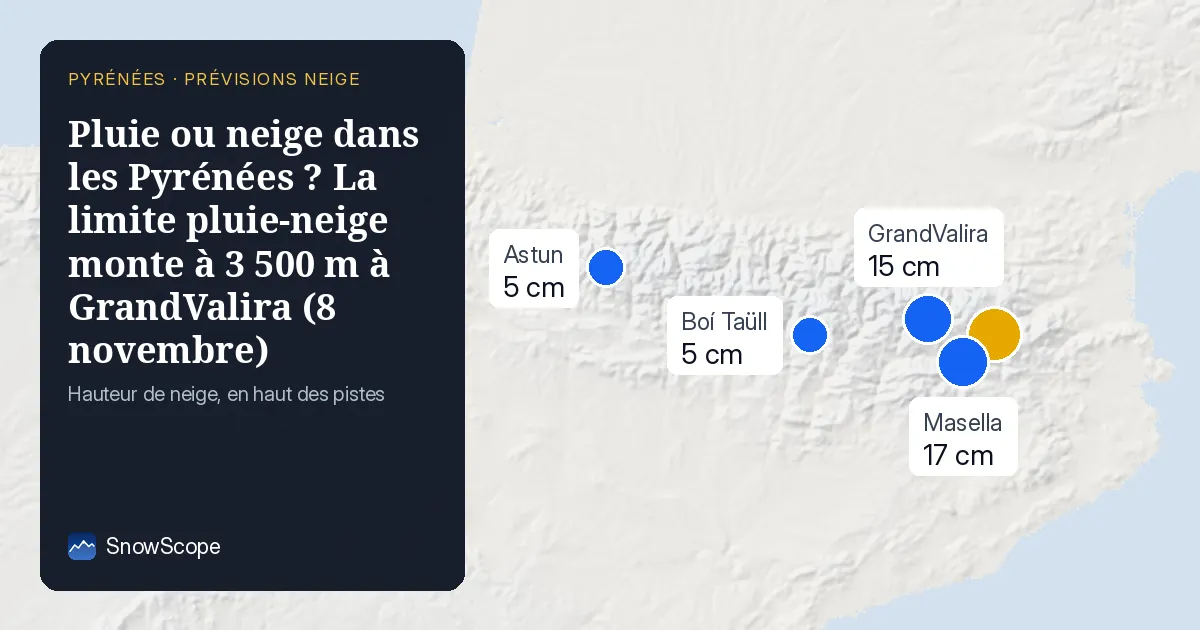 PYRÉNÉES · PRÉVISIONS NEIGE
Pluie ou neige dans
les Pyrénées ? La
limite pluie-neige
monte à 3 500 m à
GrandValira (8
novembre)
Hauteur de neige, en haut des pistes
SnowScope
Astun
5 cm
Boí Taüll
5 cm
GrandValira
15 cm
Masella
17 cm